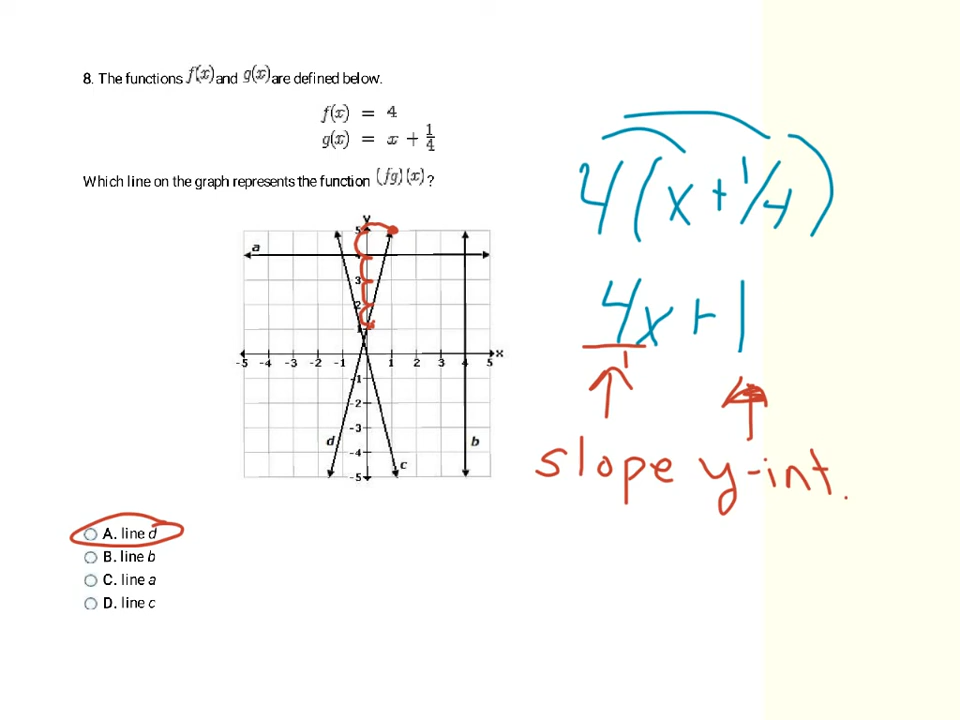 8. The functions f(x) and g(x) are defined below.
f(x) = 4
g(x) = x + 1/4
Which line on the graph represents the function (fg)(x)?
4(x + 1/4)
4x + 1
1
slope y-int.
y
5
a
3
2
1
-5 -4 -3 -2 -1 1 2 3 4 5 x
-1
-2
-3
d b
-4
c
-5
A. line d
B. line b
C. line a
D. line c